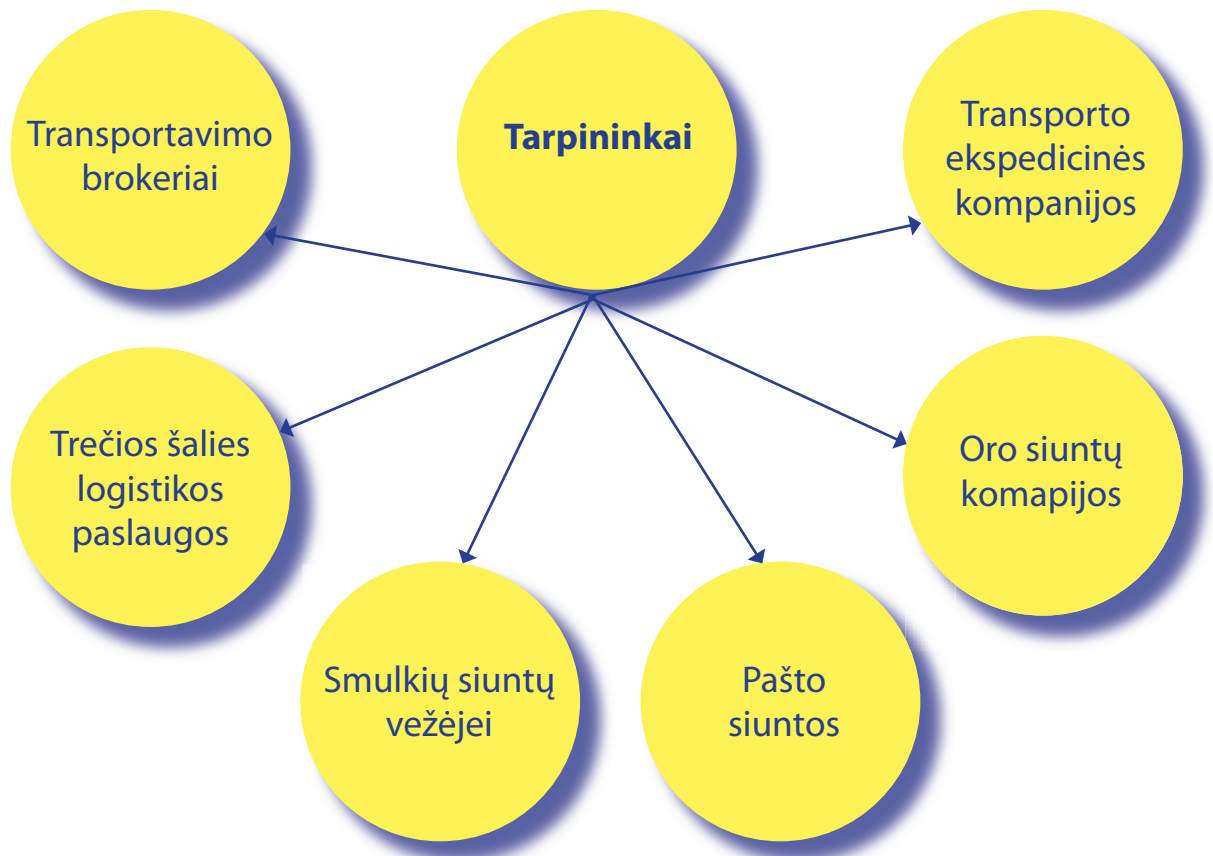 Transportavimo
brokeriai
Tarpininkai
Transporto
ekspedicinės
kompanijos
Trečios šalies
logistikos
paslaugos
Oro siuntų
komapijos
Smulkių siuntų
vežėjei
Pašto
siuntos